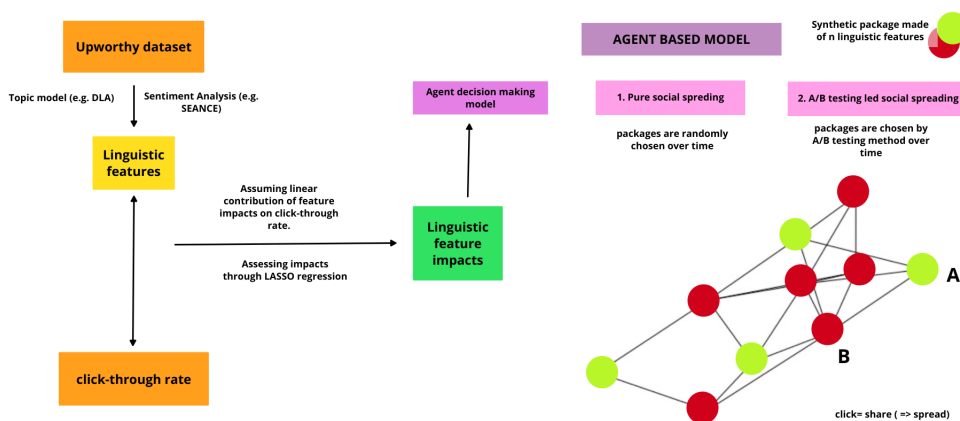 Upworthy dataset
Topic model (e.g. DLA)
Sentiment Analysis (e.g.
SEANCE)
Linguistic
features
Assuming linear
contribution of feature
impacts on click-through
rate.
Assessing impacts
through LASSO regression
click-through rate
Agent decision making
model
Linguistic
feature
impacts
AGENT BASED MODEL
Synthetic package made
of n linguistic features
1. Pure social spreding
packages are randomly
chosen over time
2. A/B testing led social spreading
packages are chosen by
A/B testing method over
time
A
B
click= share ( => spread)